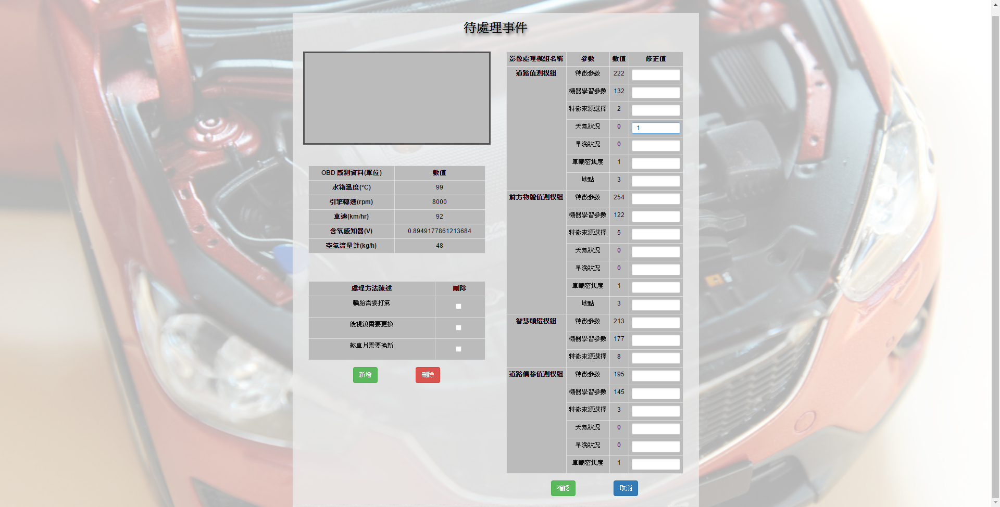 待處理事件
OBD 感測資料(單位) 數值
水箱溫度(°C) 99
引擎轉速(rpm) 8000
車速(km/hr) 92
含氧感知器(V) 0.8949177861213684
空氣流量計(kg/h) 48
處理方法陳述 刪除
輪胎需要打氣
後視鏡需要更換
煞車片需要換新
新增 刪除
影像處理模組名稱 參數 數值 修正值
道路偵測模組 特徵參數 222
機器學習參數 132
特徵來源選擇 2
天氣狀況 0 1
早晚狀況 0
車輛密集度 1
地點 3
前方物體偵測模組 特徵參數 254
機器學習參數 122
特徵來源選擇 5
天氣狀況 0
早晚狀況 0
車輛密集度 1
地點 3
智慧頭燈模組 特徵參數 213
機器學習參數 177
特徵來源選擇 8
道路偏移偵測模組 特徵參數 195
機器學習參數 145
特徵來源選擇 3
天氣狀況 0
早晚狀況 0
車輛密集度 1
確認 取消